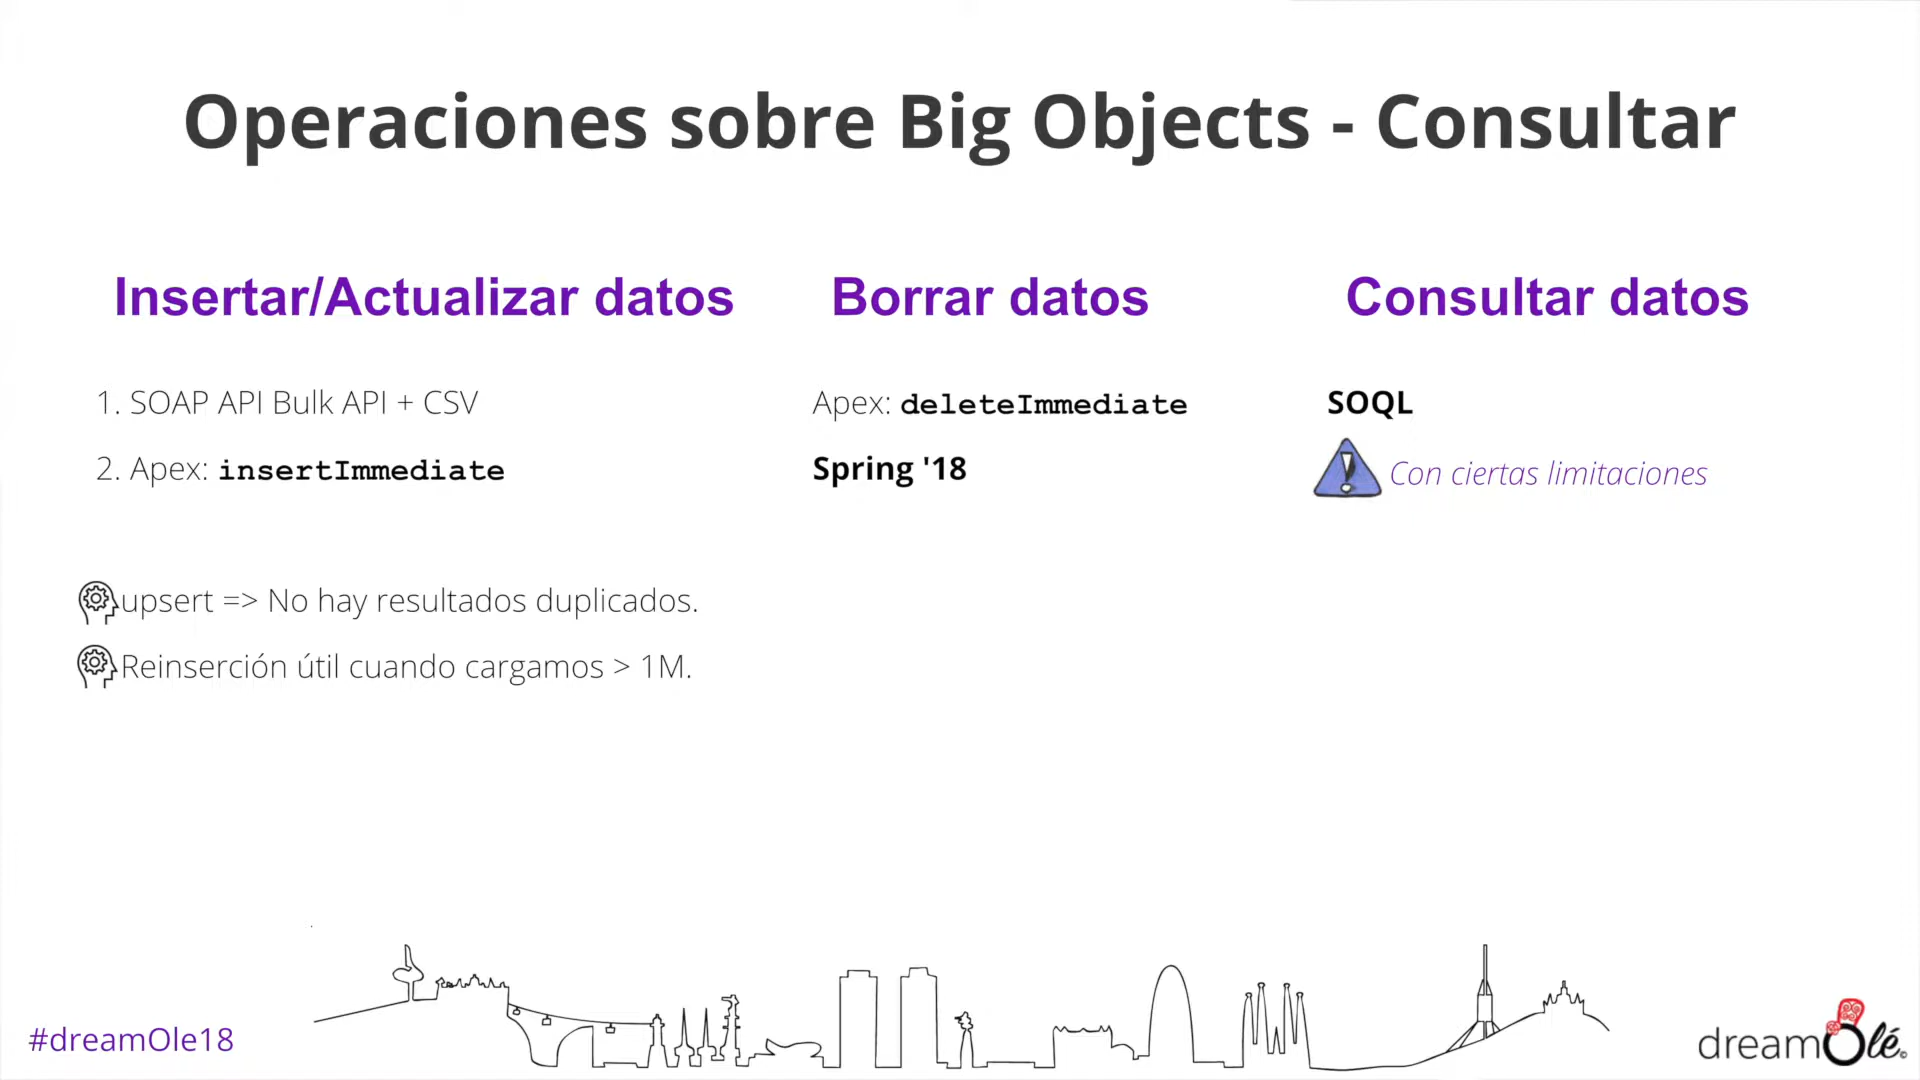 Operaciones sobre Big Objects - Consultar
Insertar/Actualizar datos
1. SOAP API Bulk API + CSV
2. Apex: insertImmediate
upsert => No hay resultados duplicados.
Reinserción útil cuando cargamos > 1M.
Borrar datos
Apex: deleteImmediate
Spring '18
Consultar datos
SOQL
Con ciertas limitaciones
#dreamOle18
dreamOlé©